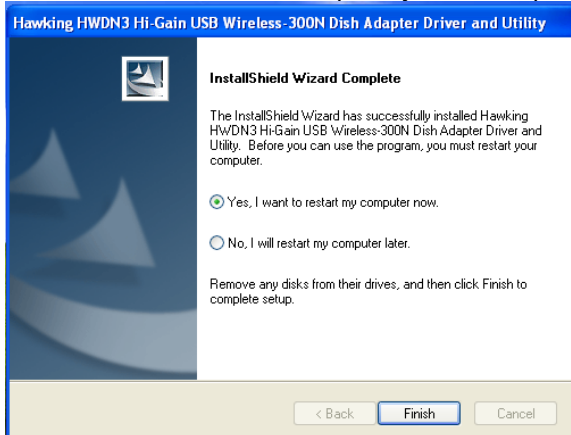 Hawking HWDN3 Hi-Gain USB Wireless-300N Dish Adapter Driver and Utility
InstallShield Wizard Complete
The InstallShield Wizard has successfully installed Hawking
HWDN3 Hi-Gain USB Wireless-300N Dish Adapter Driver and
Utility. Before you can use the program, you must restart your
computer.
Yes, I want to restart my computer now.
No, I will restart my computer later.
Remove any disks from their drives, and then click Finish to
complete setup.
< Back Finish Cancel